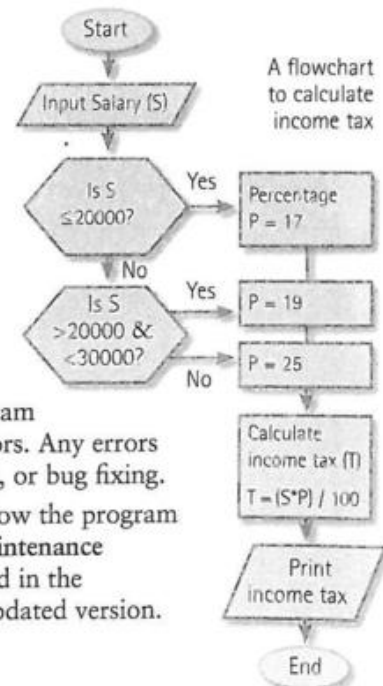 Start
A flowchart
to calculate
income tax
Input Salary (S)
Is S
≤20000?
Yes
Percentage
P = 17
No
Is S
>20000 &
<30000?
Yes
P = 19
No
P = 25
Calculate
income tax (T)
T = (S*P) / 100
Print
income tax
End
am
ors. Any errors
, or bug fixing.
ow the program
intenance
d in the
pdated version.